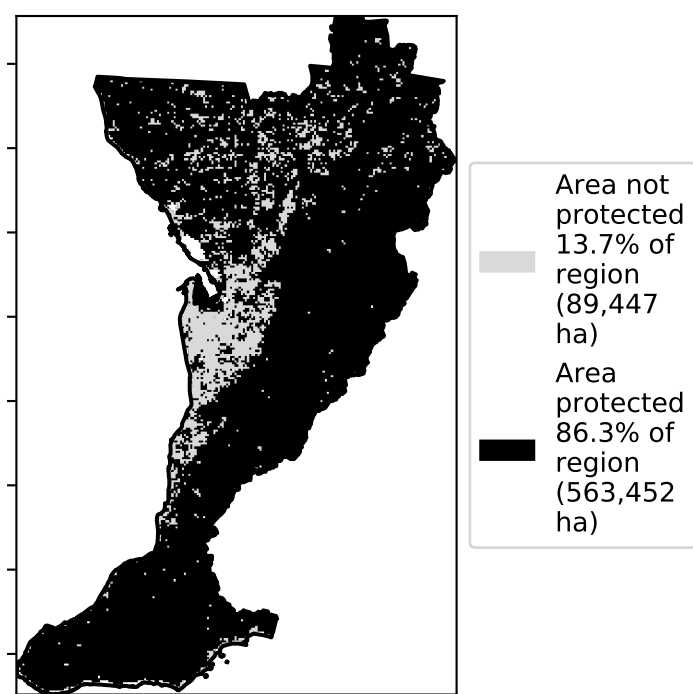 Area not
protected
13.7% of
region
(89,447
ha)
Area
protected
86.3% of
region
(563,452
ha)